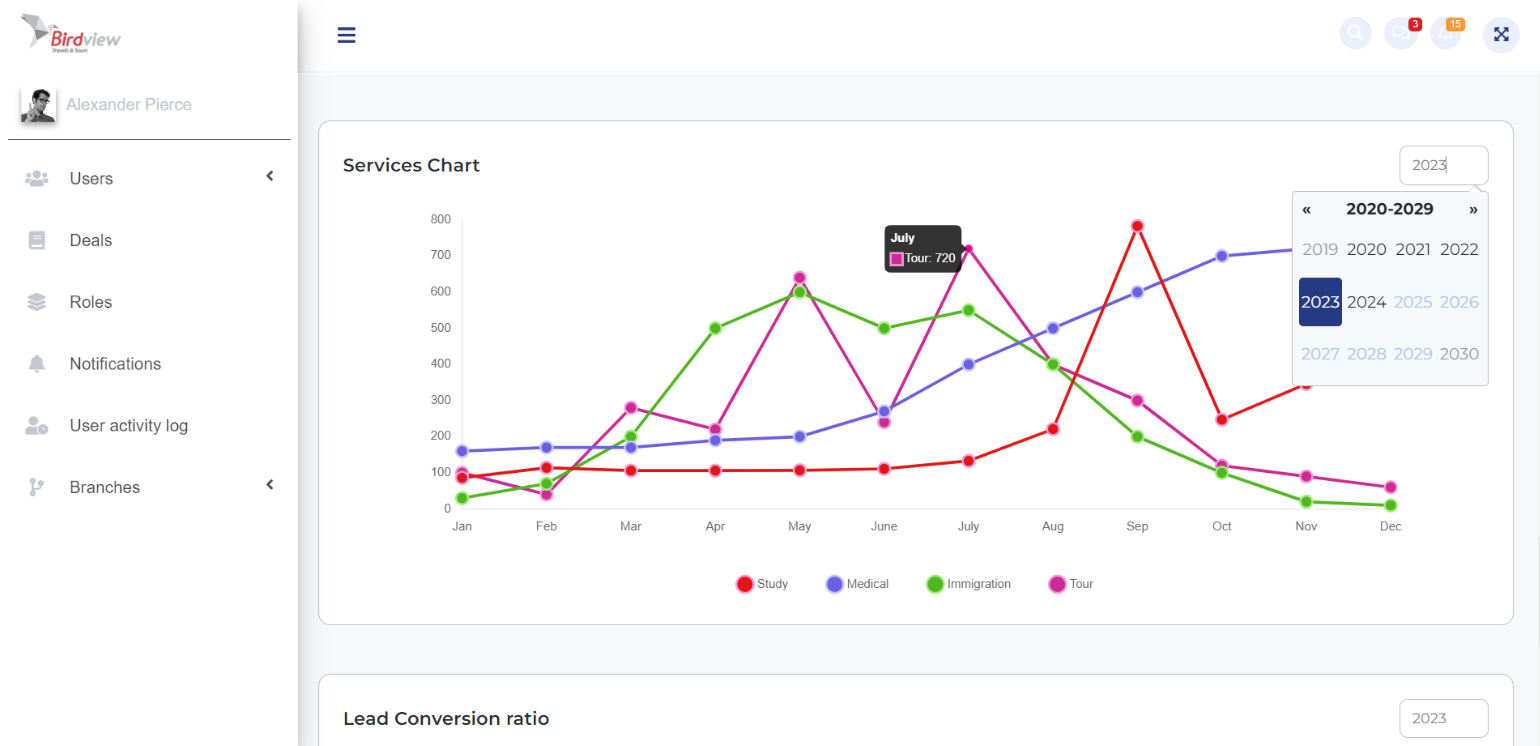 Birdview
Travels & Tours
3
15
Alexander Pierce
Users
Deals
Roles
Notifications
User activity log
Branches
Services Chart
2023
« 2020-2029 »
2019 2020 2021 2022
2023 2024 2025 2026
2027 2028 2029 2030
800
700
600
500
400
300
200
100
0
July
Tour: 720
Jan Feb Mar Apr May June July Aug Sep Oct Nov Dec
Study Medical Immigration Tour
Lead Conversion ratio
2023